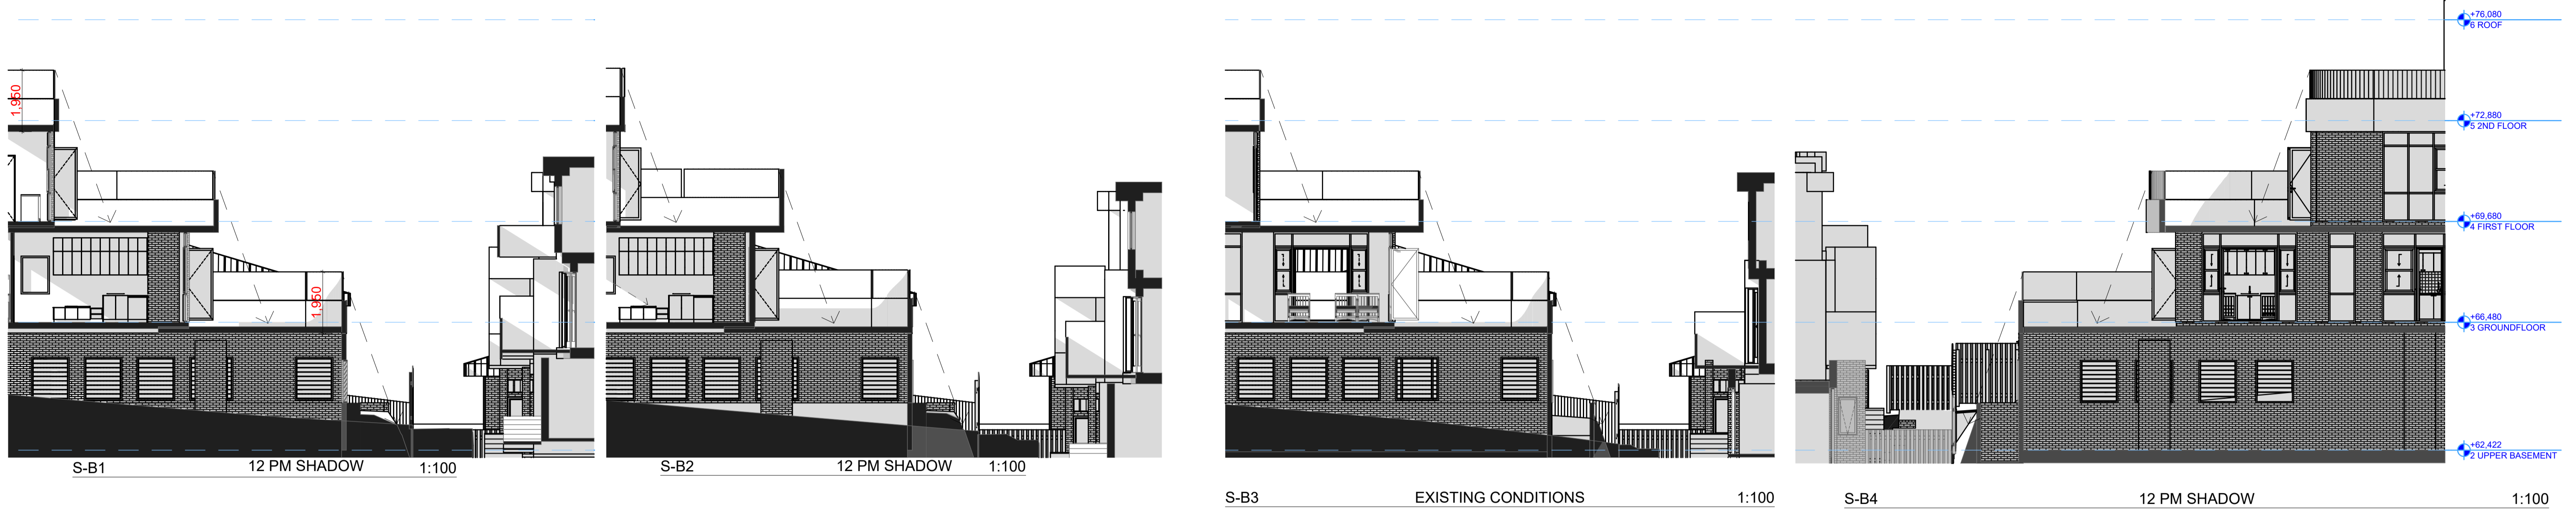 1.950
1.950
S-B1 12 PM SHADOW 1:100
S-B2 12 PM SHADOW 1:100
S-B3 EXISTING CONDITIONS 1:100
S-B4 12 PM SHADOW 1:100
+76,080
6 ROOF
+72,880
5 2ND FLOOR
+69,680
4 FIRST FLOOR
+66,480
3 GROUNDFLOOR
+62,422
2 UPPER BASEMENT